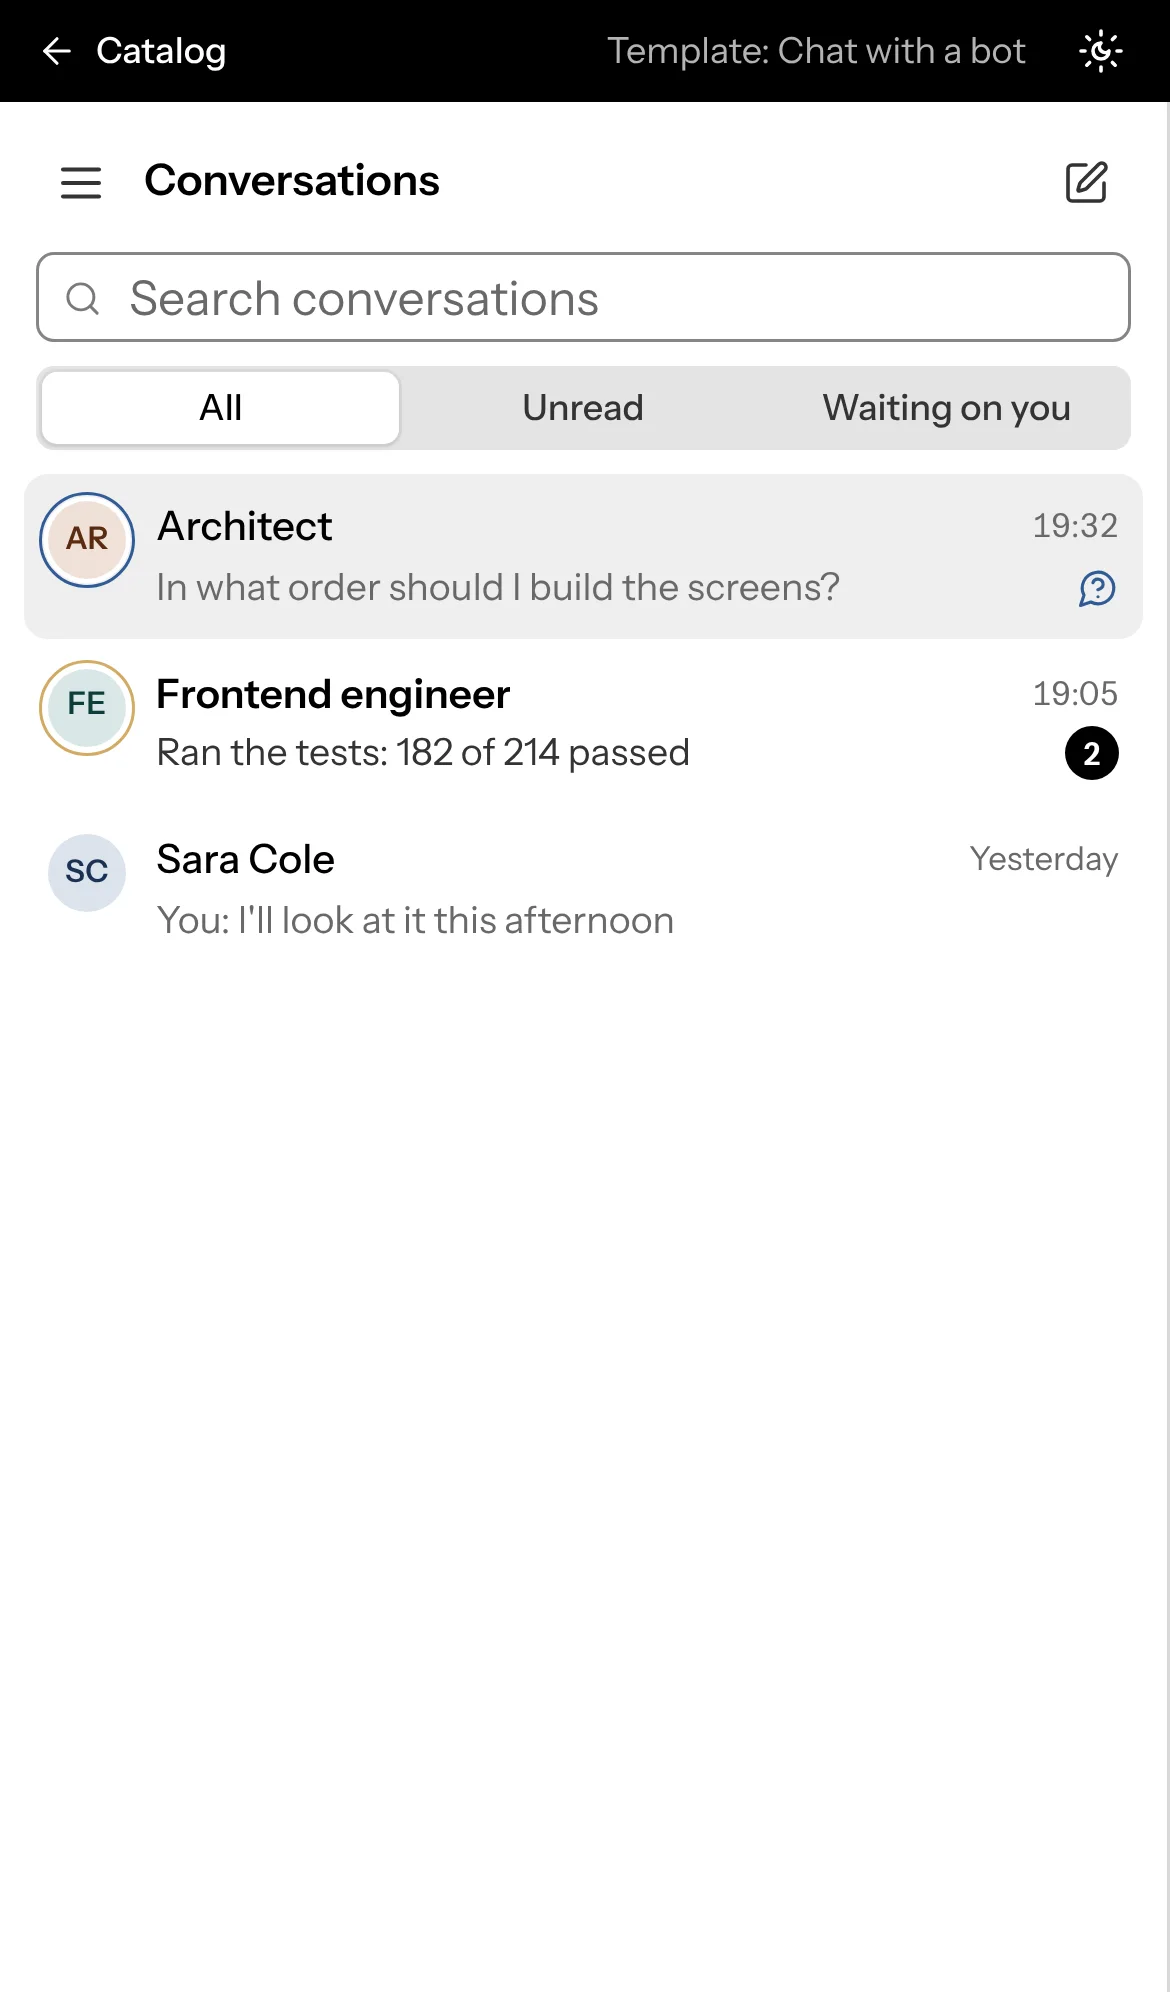 Catalog
Template: Chat with a bot
Conversations
Search conversations
All
Unread
Waiting on you
AR
Architect
19:32
In what order should I build the screens?
FE
Frontend engineer
19:05
Ran the tests: 182 of 214 passed
2
SC
Sara Cole
Yesterday
You: I'll look at it this afternoon